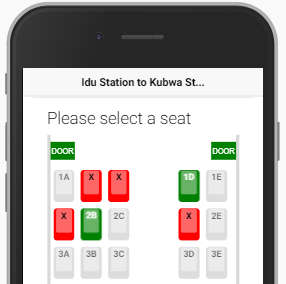 Idu Station to Kubwa St...
Please select a seat
DOOR DOOR
1A X X 1D 1E
X 2B 2C X 2E
3A 3B 3C 3D 3E